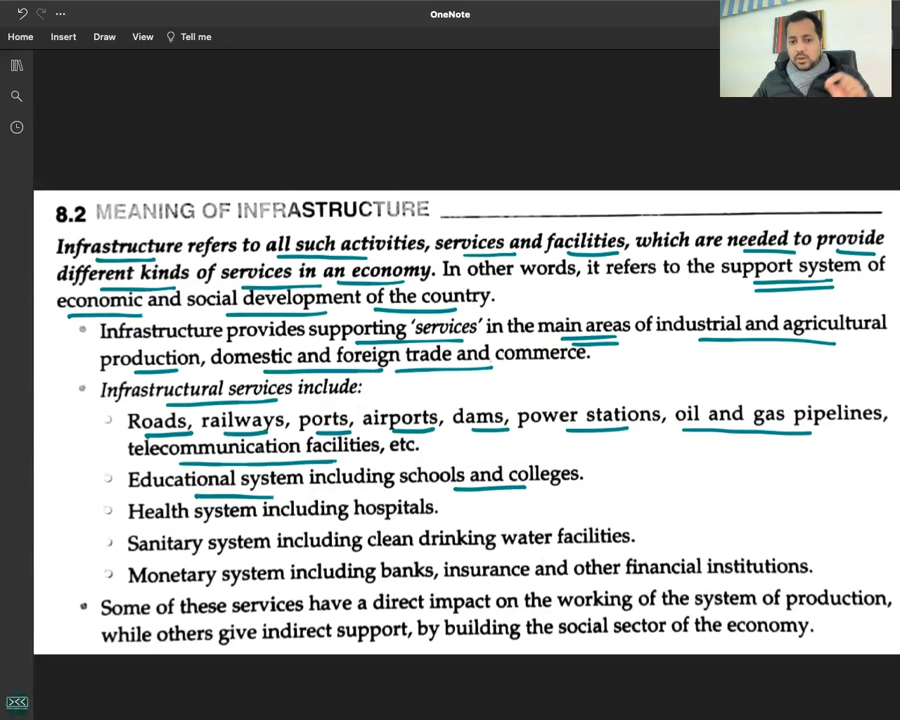 OneNote
Home Insert Draw View Tell me
8.2 MEANING OF INFRASTRUCTURE
Infrastructure refers to all such activities, services and facilities, which are needed to provide
different kinds of services in an economy. In other words, it refers to the support system of
economic and social development of the country.
• Infrastructure provides supporting 'services' in the main areas of industrial and agricultural
production, domestic and foreign trade and commerce.
• Infrastructural services include:
Roads, railways, ports, airports, dams, power stations, oil and gas pipelines,
telecommunication facilities, etc.
Educational system including schools and colleges.
Health system including hospitals.
Sanitary system including clean drinking water facilities.
Monetary system including banks, insurance and other financial institutions.
• Some of these services have a direct impact on the working of the system of production,
while others give indirect support, by building the social sector of the economy.